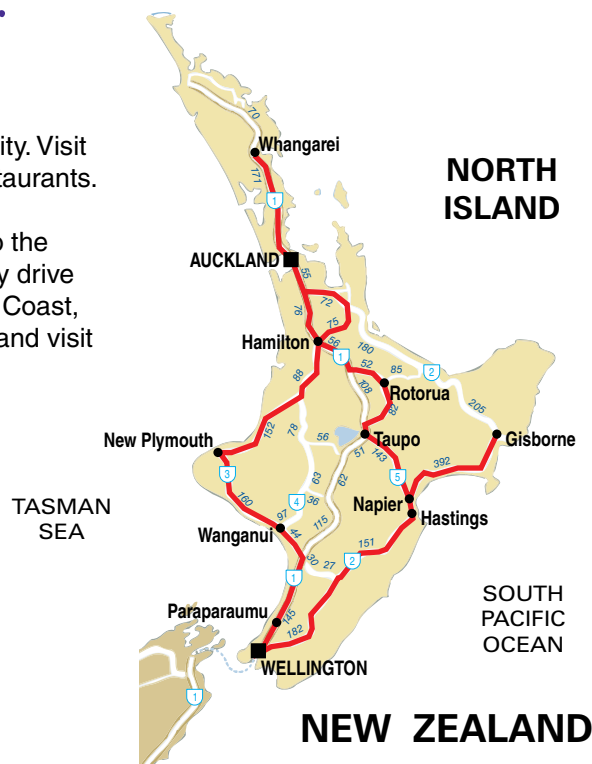 ity. Visit
taurants.
o the
y drive
Coast,
and visit
NORTH
ISLAND
70
Whangarei
171
1
AUCKLAND
55
72
76
75
Hamilton
56
1
180
52
85
2
88
108
Rotorua
82
205
152
78
56
New Plymouth
Taupo
Gisborne
51
143
392
3
63
62
5
160
4
36
Napier
TASMAN
SEA
97
115
Hastings
Wanganui
44
151
30
27
2
1
SOUTH
PACIFIC
OCEAN
Paraparaumu
145
182
WELLINGTON
1
NEW ZEALAND